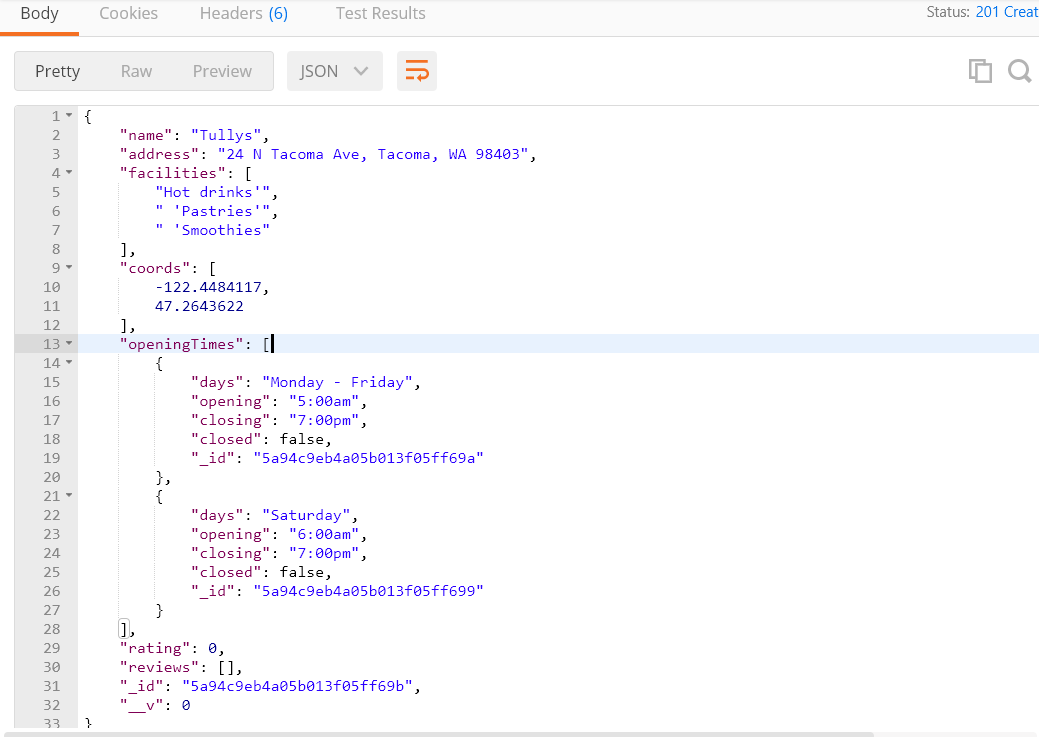 Body Cookies Headers (6) Test Results Status: 201 Creat
Pretty Raw Preview JSON
1 {
2 "name": "Tullys",
3 "address": "24 N Tacoma Ave, Tacoma, WA 98403",
4 "facilities": [
5 "Hot drinks'",
6 " 'Pastries'",
7 " 'Smoothies"
8 ],
9 "coords": [
10 -122.4484117,
11 47.2643622
12 ],
13 "openingTimes": [
14 {
15 "days": "Monday - Friday",
16 "opening": "5:00am",
17 "closing": "7:00pm",
18 "closed": false,
19 "_id": "5a94c9eb4a05b013f05ff69a"
20 },
21 {
22 "days": "Saturday",
23 "opening": "6:00am",
24 "closing": "7:00pm",
25 "closed": false,
26 "_id": "5a94c9eb4a05b013f05ff699"
27 }
28 ],
29 "rating": 0,
30 "reviews": [],
31 "_id": "5a94c9eb4a05b013f05ff69b",
32 "__v": 0
33 }